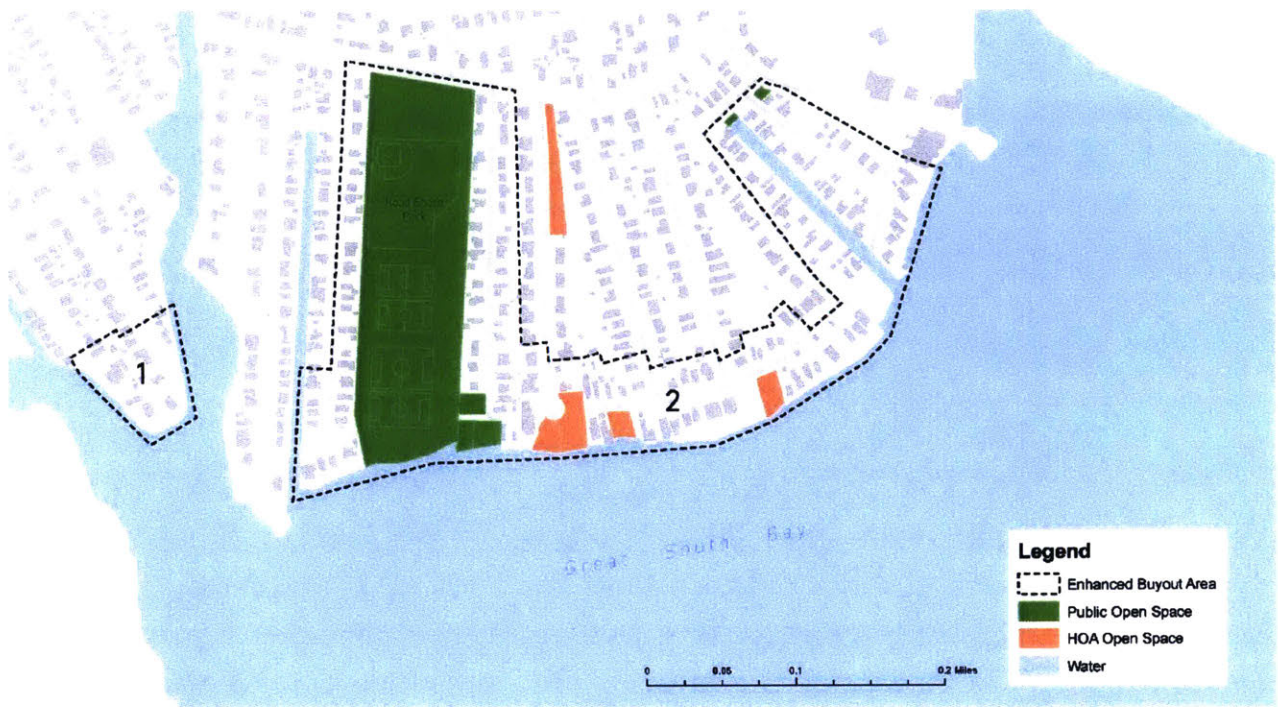 Park
1
2
Great South Bay
Legend
Enhanced Buyout Area
Public Open Space
HOA Open Space
Water
0
0.05
0.1
0.2 Miles